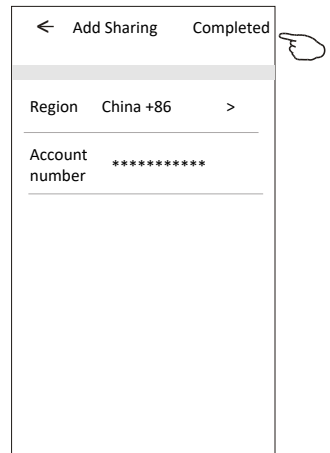 ← Add Sharing Completed
Region China +86 >
Account
number ***********